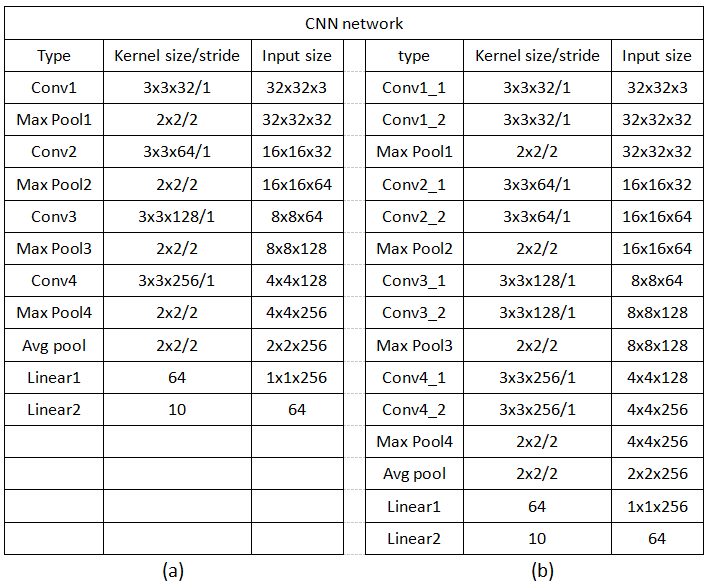 CNN network
Type Kernel size/stride Input size type Kernel size/stride Input size
Conv1 3x3x32/1 32x32x3 Conv1_1 3x3x32/1 32x32x3
Max Pool1 2x2/2 32x32x32 Conv1_2 3x3x32/1 32x32x32
Conv2 3x3x64/1 16x16x32 Max Pool1 2x2/2 32x32x32
Max Pool2 2x2/2 16x16x64 Conv2_1 3x3x64/1 16x16x32
Conv3 3x3x128/1 8x8x64 Conv2_2 3x3x64/1 16x16x64
Max Pool3 2x2/2 8x8x128 Max Pool2 2x2/2 16x16x64
Conv4 3x3x256/1 4x4x128 Conv3_1 3x3x128/1 8x8x64
Max Pool4 2x2/2 4x4x256 Conv3_2 3x3x128/1 8x8x128
Avg pool 2x2/2 2x2x256 Max Pool3 2x2/2 8x8x128
Linear1 64 1x1x256 Conv4_1 3x3x256/1 4x4x128
Linear2 10 64 Conv4_2 3x3x256/1 4x4x256
Max Pool4 2x2/2 4x4x256
Avg pool 2x2/2 2x2x256
Linear1 64 1x1x256
Linear2 10 64
(a) (b)